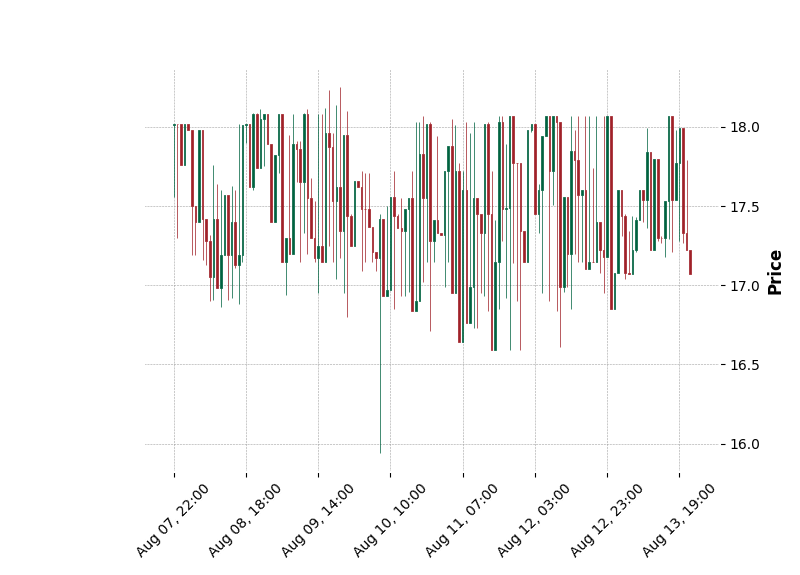 18.0
17.5
17.0
16.5
16.0
Price
Aug 07, 22:00
Aug 08, 18:00
Aug 09, 14:00
Aug 10, 10:00
Aug 11, 07:00
Aug 12, 03:00
Aug 12, 23:00
Aug 13, 19:00